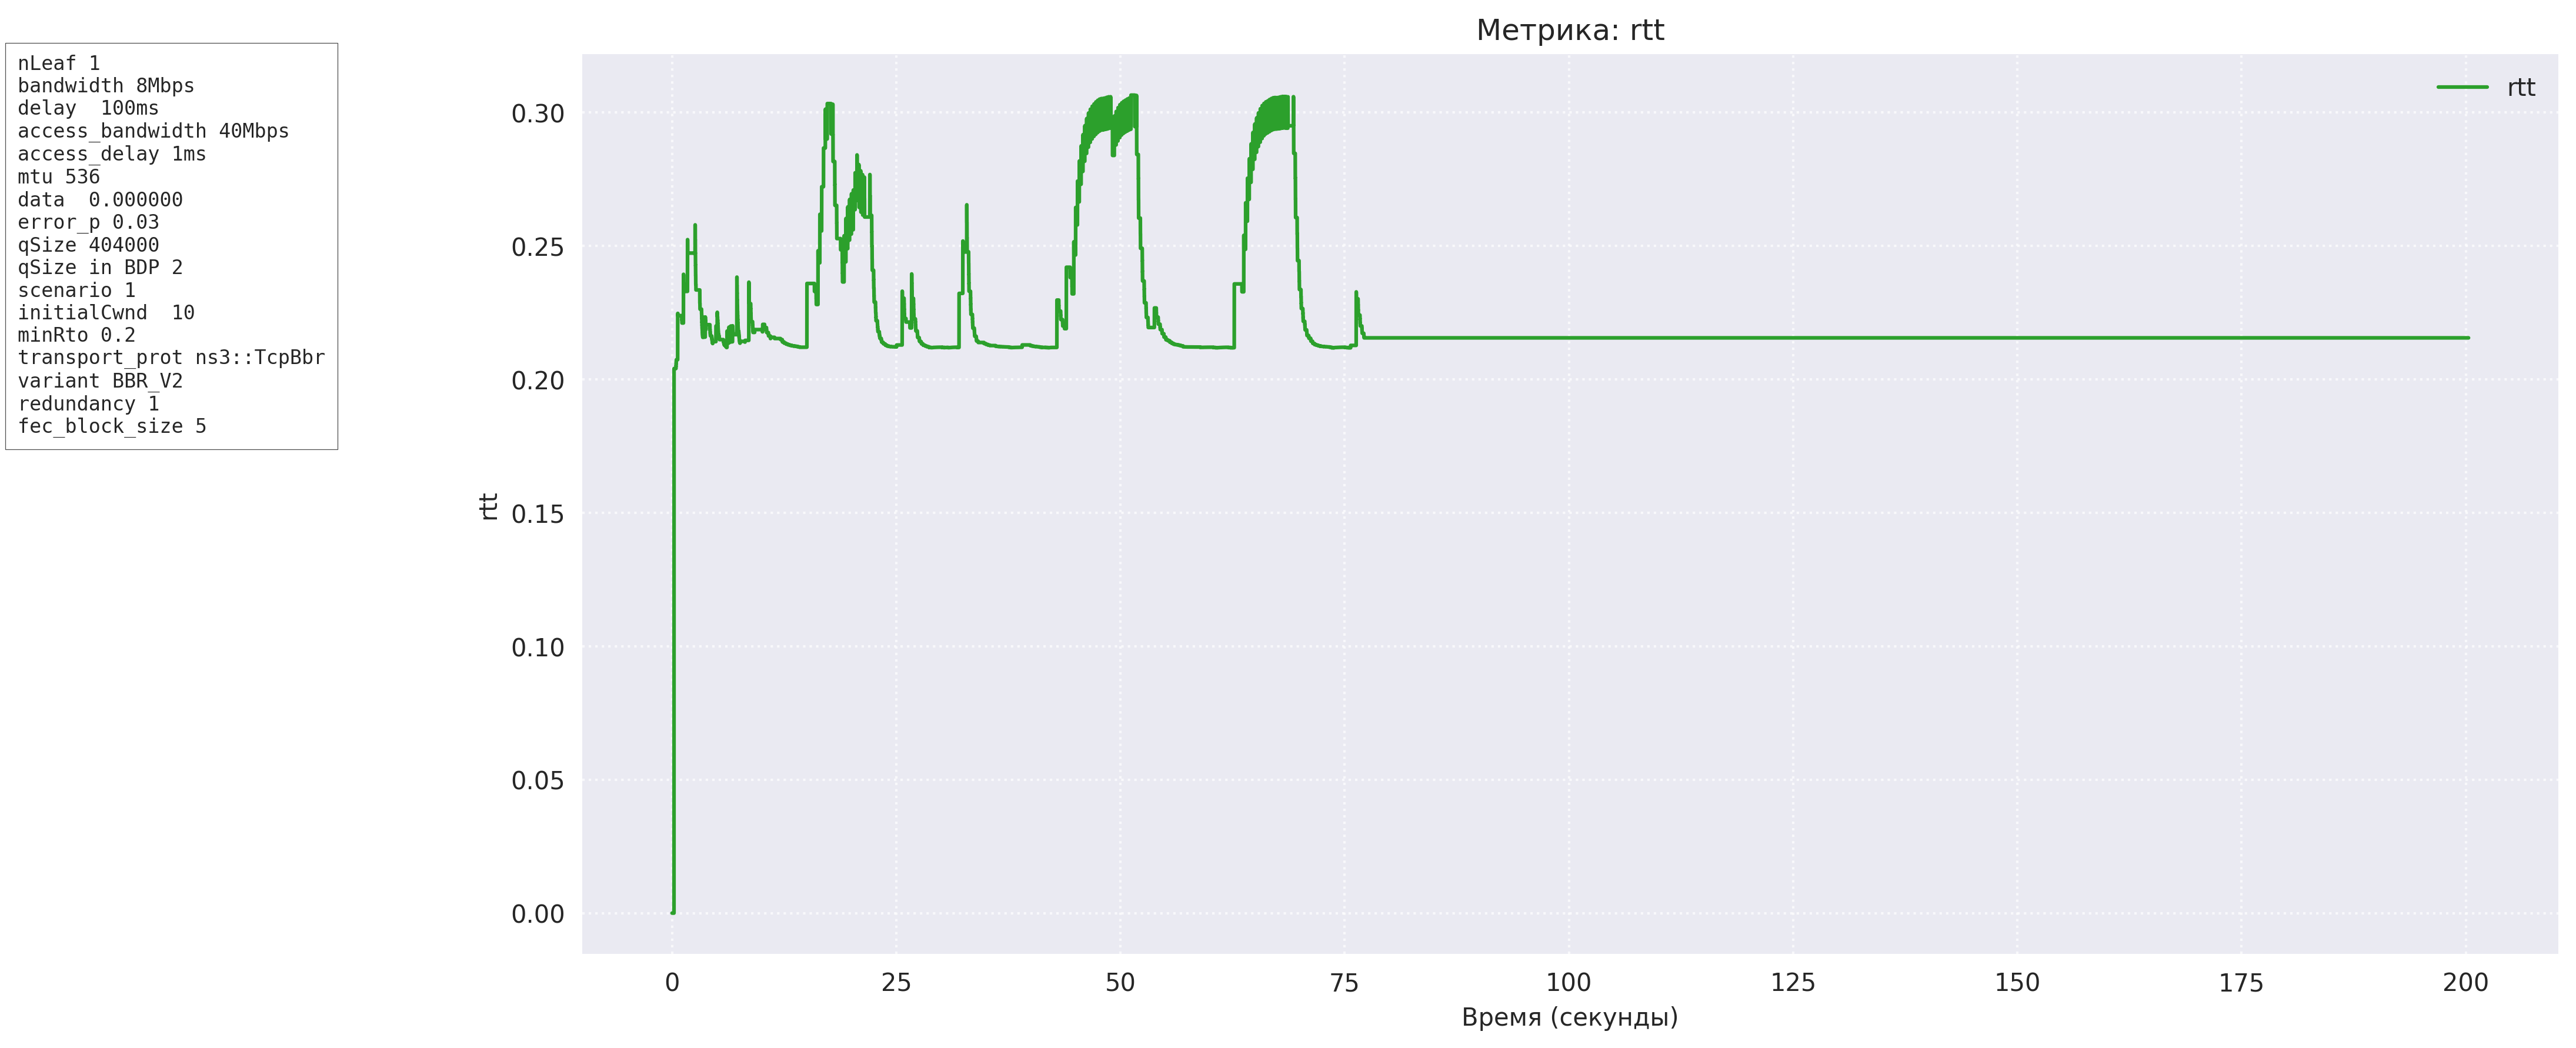 Метрика: rtt
nLeaf 1
bandwidth 8Mbps
delay  100ms
access_bandwidth 40Mbps
access_delay 1ms
mtu 536
data  0.000000
error_p 0.03
qSize 404000
qSize in BDP 2
scenario 1
initialCwnd  10
minRto 0.2
transport_prot ns3::TcpBbr
variant BBR_V2
redundancy 1
fec_block_size 5
rtt
rtt
0.30
0.25
0.20
0.15
0.10
0.05
0.00
0 25 50 75 100 125 150 175 200
Время (секунды)